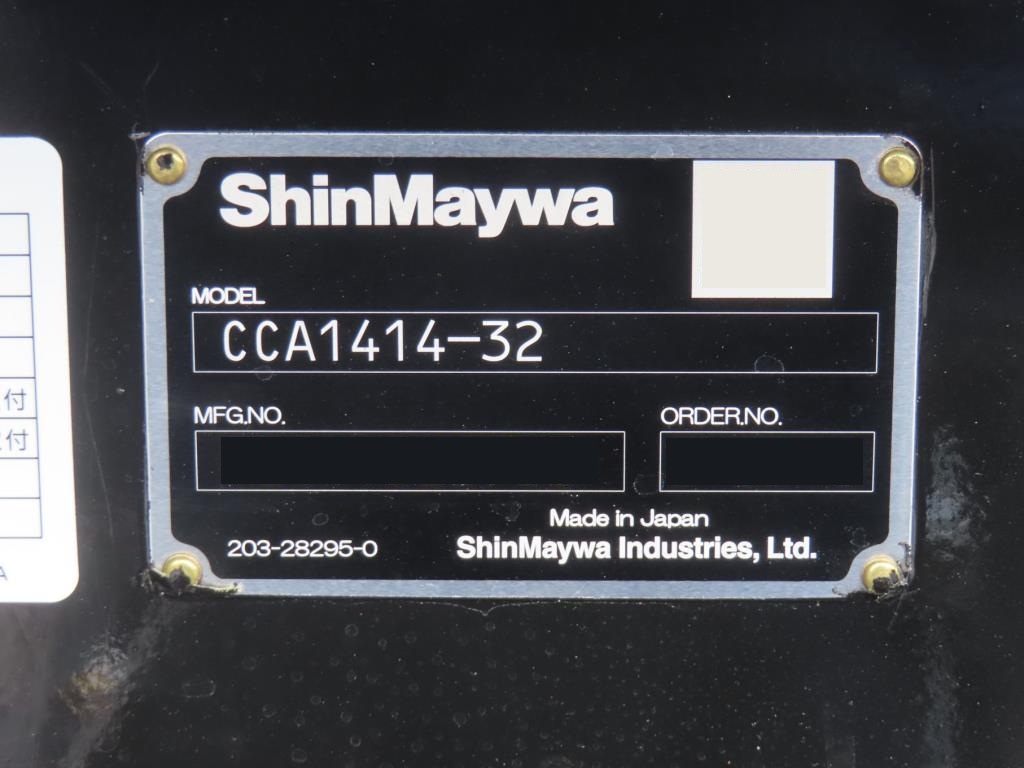 ShinMaywa
MODEL
CCA1414-32
MFG.NO.
ORDER.NO.
付
付
Made in Japan
203-28295-0
ShinMaywa Industries, Ltd.
A